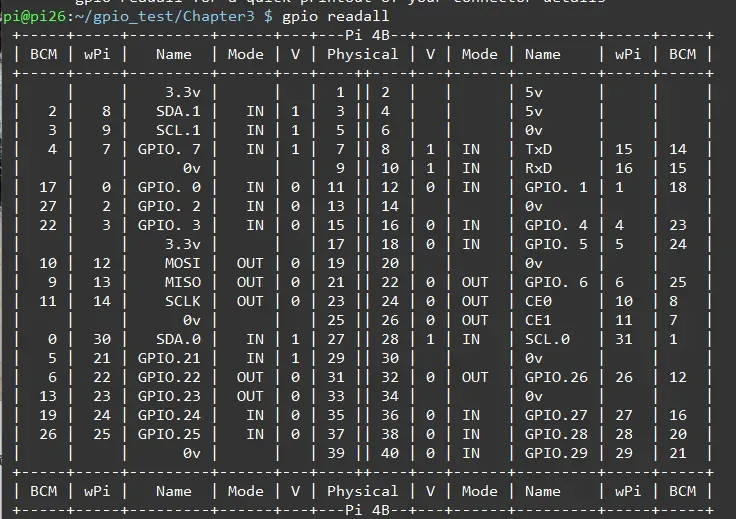 gpio readall for a quick printout of your connector details
pi@pi26:~/gpio_test/Chapter3 $ gpio readall
+-----+-----+---------+------+---+---Pi 4B--+---+------+---------+-----+-----+
| BCM | wPi |   Name  | Mode | V | Physical | V | Mode | Name    | wPi | BCM |
+-----+-----+---------+------+---+----++----+---+------+---------+-----+-----+
|     |     |    3.3v |      |   |  1 || 2  |   |      | 5v      |     |     |
|   2 |   8 |   SDA.1 |   IN | 1 |  3 || 4  |   |      | 5v      |     |     |
|   3 |   9 |   SCL.1 |   IN | 1 |  5 || 6  |   |      | 0v      |     |     |
|   4 |   7 | GPIO. 7 |   IN | 1 |  7 || 8  | 1 | IN   | TxD     | 15  | 14  |
|     |     |      0v |      |   |  9 || 10 | 1 | IN   | RxD     | 16  | 15  |
|  17 |   0 | GPIO. 0 |   IN | 0 | 11 || 12 | 0 | IN   | GPIO. 1 | 1   | 18  |
|  27 |   2 | GPIO. 2 |   IN | 0 | 13 || 14 |   |      | 0v      |     |     |
|  22 |   3 | GPIO. 3 |   IN | 0 | 15 || 16 | 0 | IN   | GPIO. 4 | 4   | 23  |
|     |     |    3.3v |      |   | 17 || 18 | 0 | IN   | GPIO. 5 | 5   | 24  |
|  10 |  12 |    MOSI |  OUT | 0 | 19 || 20 |   |      | 0v      |     |     |
|   9 |  13 |    MISO |  OUT | 0 | 21 || 22 | 0 | OUT  | GPIO. 6 | 6   | 25  |
|  11 |  14 |    SCLK |  OUT | 0 | 23 || 24 | 0 | OUT  | CE0     | 10  | 8   |
|     |     |      0v |      |   | 25 || 26 | 0 | OUT  | CE1     | 11  | 7   |
|   0 |  30 |   SDA.0 |   IN | 1 | 27 || 28 | 1 | IN   | SCL.0   | 31  | 1   |
|   5 |  21 | GPIO.21 |   IN | 1 | 29 || 30 |   |      | 0v      |     |     |
|   6 |  22 | GPIO.22 |  OUT | 0 | 31 || 32 | 0 | OUT  | GPIO.26 | 26  | 12  |
|  13 |  23 | GPIO.23 |  OUT | 0 | 33 || 34 |   |      | 0v      |     |     |
|  19 |  24 | GPIO.24 |   IN | 0 | 35 || 36 | 0 | IN   | GPIO.27 | 27  | 16  |
|  26 |  25 | GPIO.25 |   IN | 0 | 37 || 38 | 0 | IN   | GPIO.28 | 28  | 20  |
|     |     |      0v |      |   | 39 || 40 | 0 | IN   | GPIO.29 | 29  | 21  |
+-----+-----+---------+------+---+----++----+---+------+---------+-----+-----+
| BCM | wPi |   Name  | Mode | V | Physical | V | Mode | Name    | wPi | BCM |
+-----+-----+---------+------+---+---Pi 4B--+---+------+---------+-----+-----+